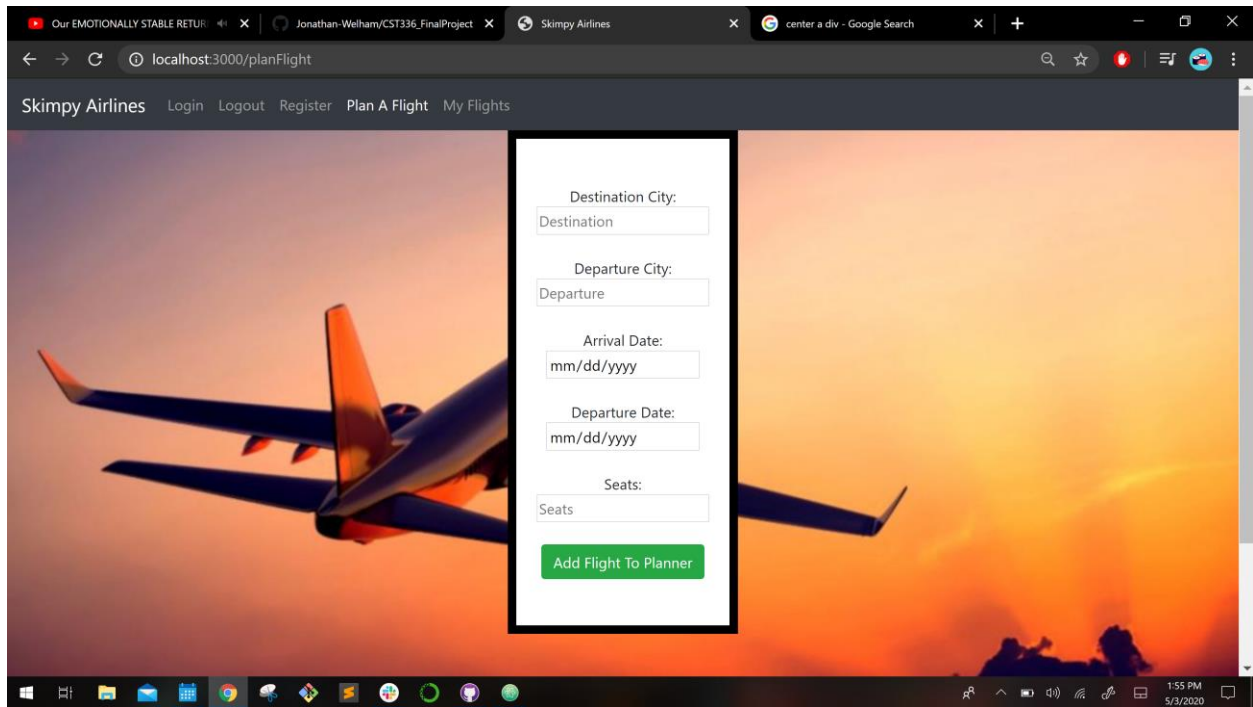 Our EMOTIONALLY STABLE RETUR
Jonathan-Welham/CST336_FinalProject
Skimpy Airlines
center a div - Google Search
localhost:3000/planFlight
Skimpy Airlines Login Logout Register Plan A Flight My Flights
Destination City:
Destination
Departure City:
Departure
Arrival Date:
mm/dd/yyyy
Departure Date:
mm/dd/yyyy
Seats:
Seats
Add Flight To Planner
1:55 PM
5/3/2020